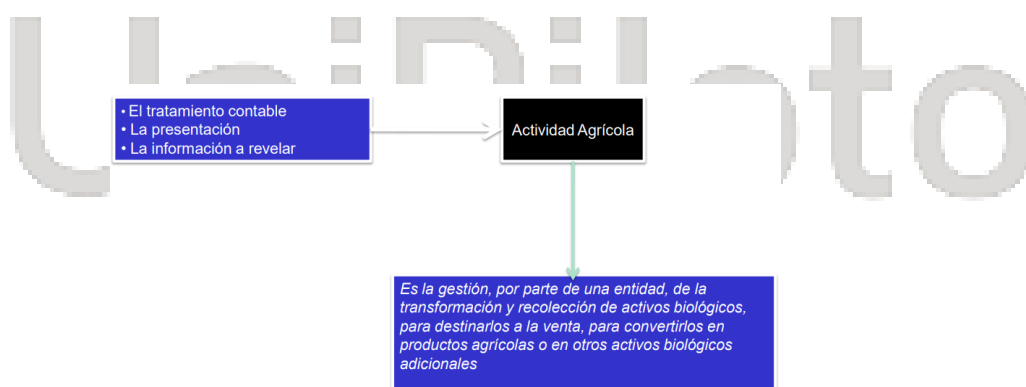 UniPiloto
• El tratamiento contable
• La presentación
• La información a revelar
Actividad Agrícola
Es la gestión, por parte de una entidad, de la
transformación y recolección de activos biológicos,
para destinarlos a la venta, para convertirlos en
productos agrícolas o en otros activos biológicos
adicionales